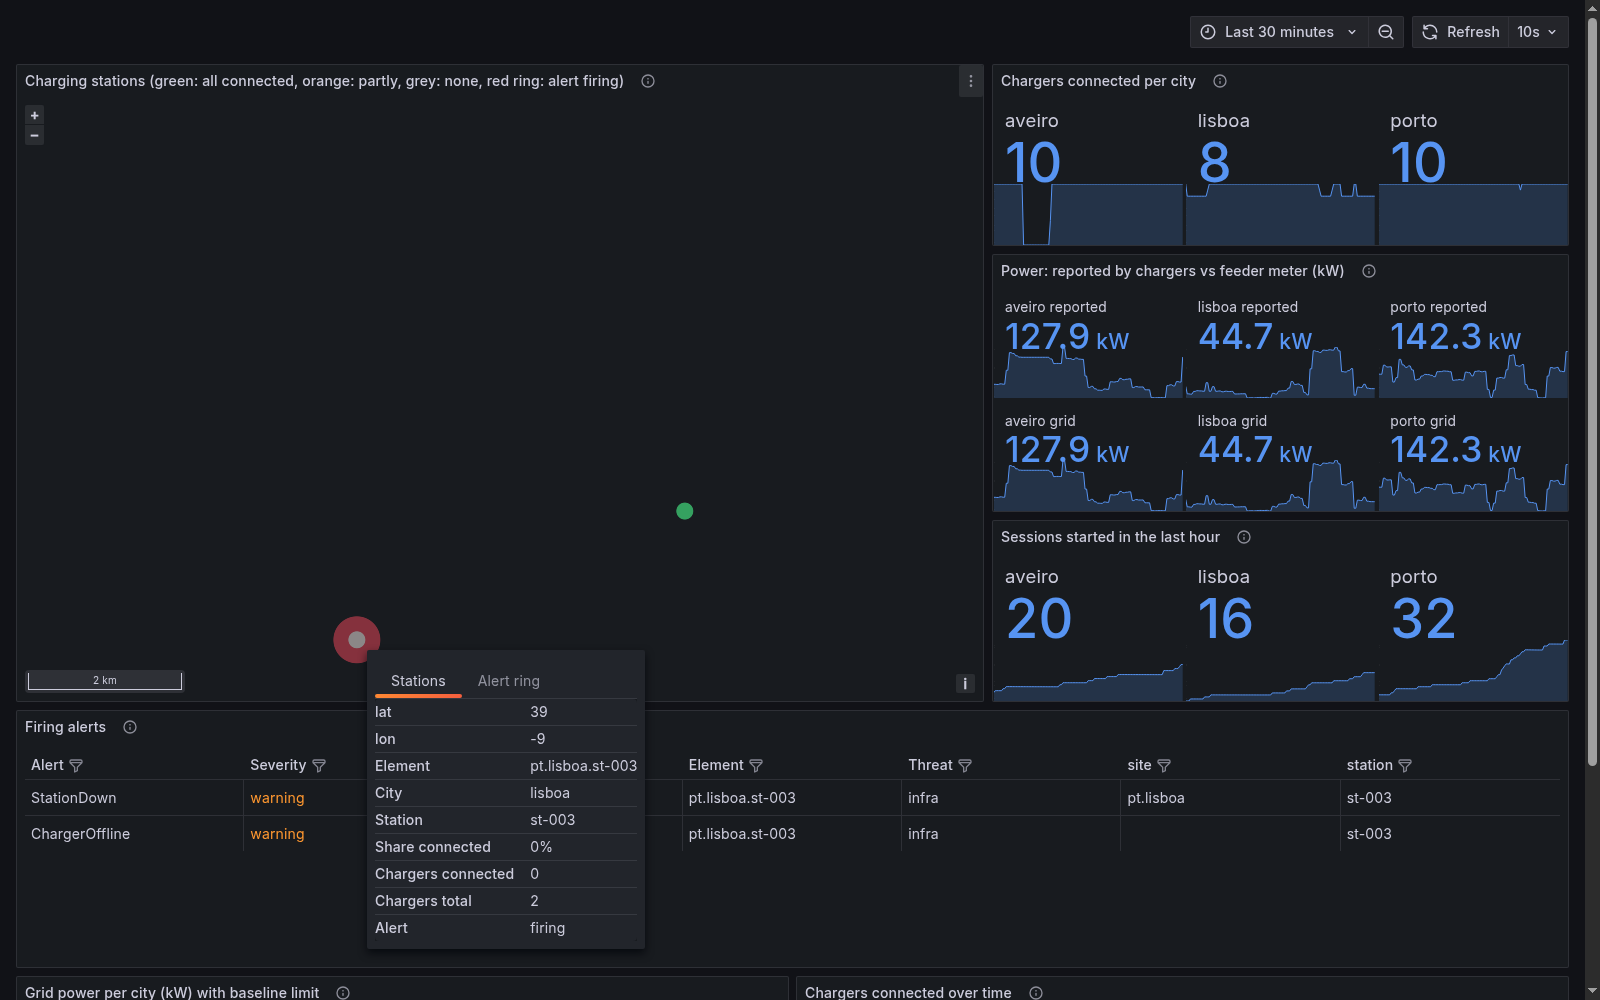 Last 30 minutes
Refresh
10s
Charging stations (green: all connected, orange: partly, grey: none, red ring: alert firing)
+
−
2 km
i
Chargers connected per city
aveiro lisboa porto
10 8 10
Power: reported by chargers vs feeder meter (kW)
aveiro reported lisboa reported porto reported
127.9 kW 44.7 kW 142.3 kW
aveiro grid lisboa grid porto grid
127.9 kW 44.7 kW 142.3 kW
Sessions started in the last hour
aveiro lisboa porto
20 16 32
Stations Alert ring
lat 39
lon -9
Element pt.lisboa.st-003
City lisboa
Station st-003
Share connected 0%
Chargers connected 0
Chargers total 2
Alert firing
Firing alerts
Alert Severity Element Threat site station
StationDown warning pt.lisboa.st-003 infra pt.lisboa st-003
ChargerOffline warning pt.lisboa.st-003 infra st-003
Grid power per city (kW) with baseline limit
Chargers connected over time